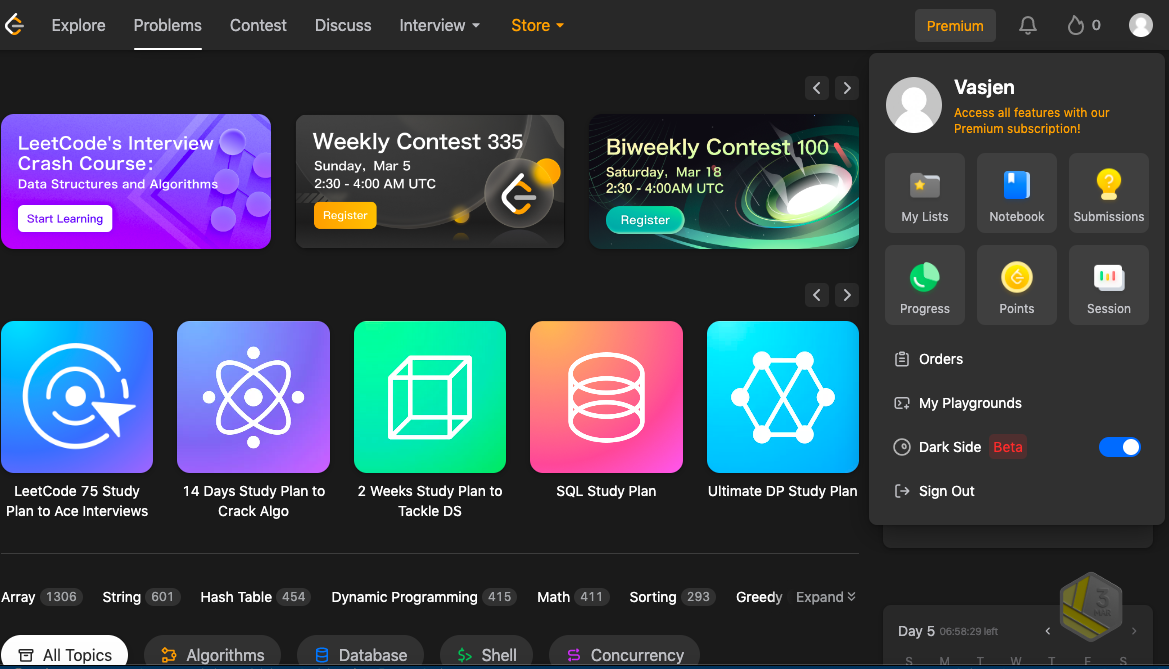 Explore Problems Contest Discuss Interview Store Premium 0
LeetCode's Interview
Crash Course:
Data Structures and Algorithms
Start Learning
Weekly Contest 335
Sunday, Mar 5
2:30 - 4:00 AM UTC
Register
Biweekly Contest 100
Saturday, Mar 18
2:30 - 4:00AM UTC
Register
LeetCode 75 Study
Plan to Ace Interviews
14 Days Study Plan to
Crack Algo
2 Weeks Study Plan to
Tackle DS
SQL Study Plan
Ultimate DP Study Plan
Array 1306 String 601 Hash Table 454 Dynamic Programming 415 Math 411 Sorting 293 Greedy Expand
All Topics Algorithms Database Shell Concurrency
Vasjen
Access all features with our
Premium subscription!
My Lists Notebook Submissions
Progress Points Session
Orders
My Playgrounds
Dark Side Beta
Sign Out
Day 5 06:58:29 left
3
MAR
S M T W T F S